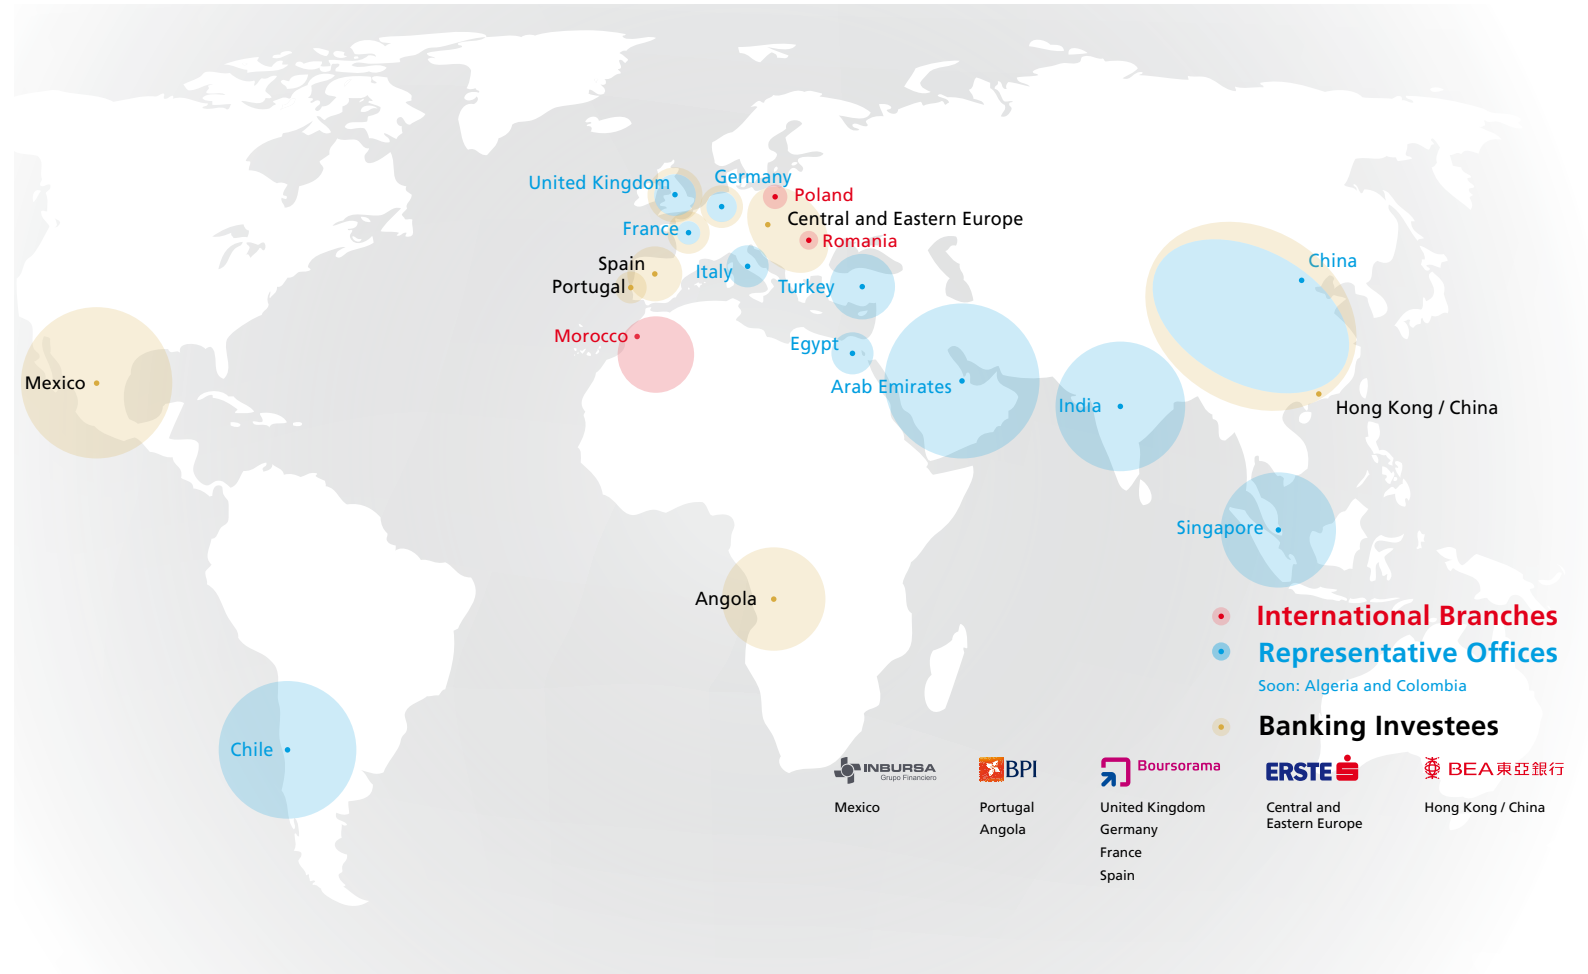 United Kingdom
Germany
Poland
Central and Eastern Europe
France
Romania
Spain
Italy
Portugal
Turkey
China
Morocco
Egypt
Mexico
Arab Emirates
India
Hong Kong / China
Singapore
Angola
Chile
International Branches
Representative Offices
Soon: Algeria and Colombia
Banking Investees
INBURSA
Grupo Financiero
Mexico
BPI
Portugal
Angola
Boursorama
United Kingdom
Germany
France
Spain
ERSTE
Central and
Eastern Europe
BEA東亞銀行
Hong Kong / China